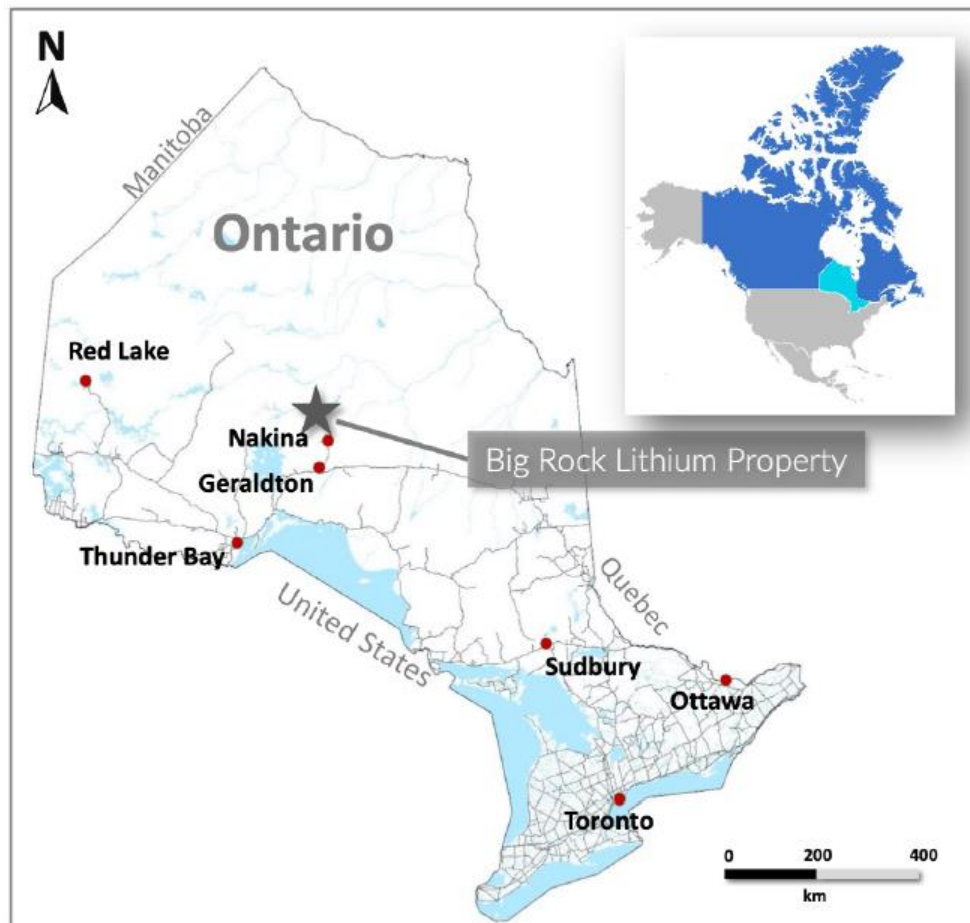 N
Manitoba
Ontario
Red Lake
Nakina
Big Rock Lithium Property
Geraldton
Thunder Bay
United States
Quebec
Sudbury
Ottawa
Toronto
0 200 400
km